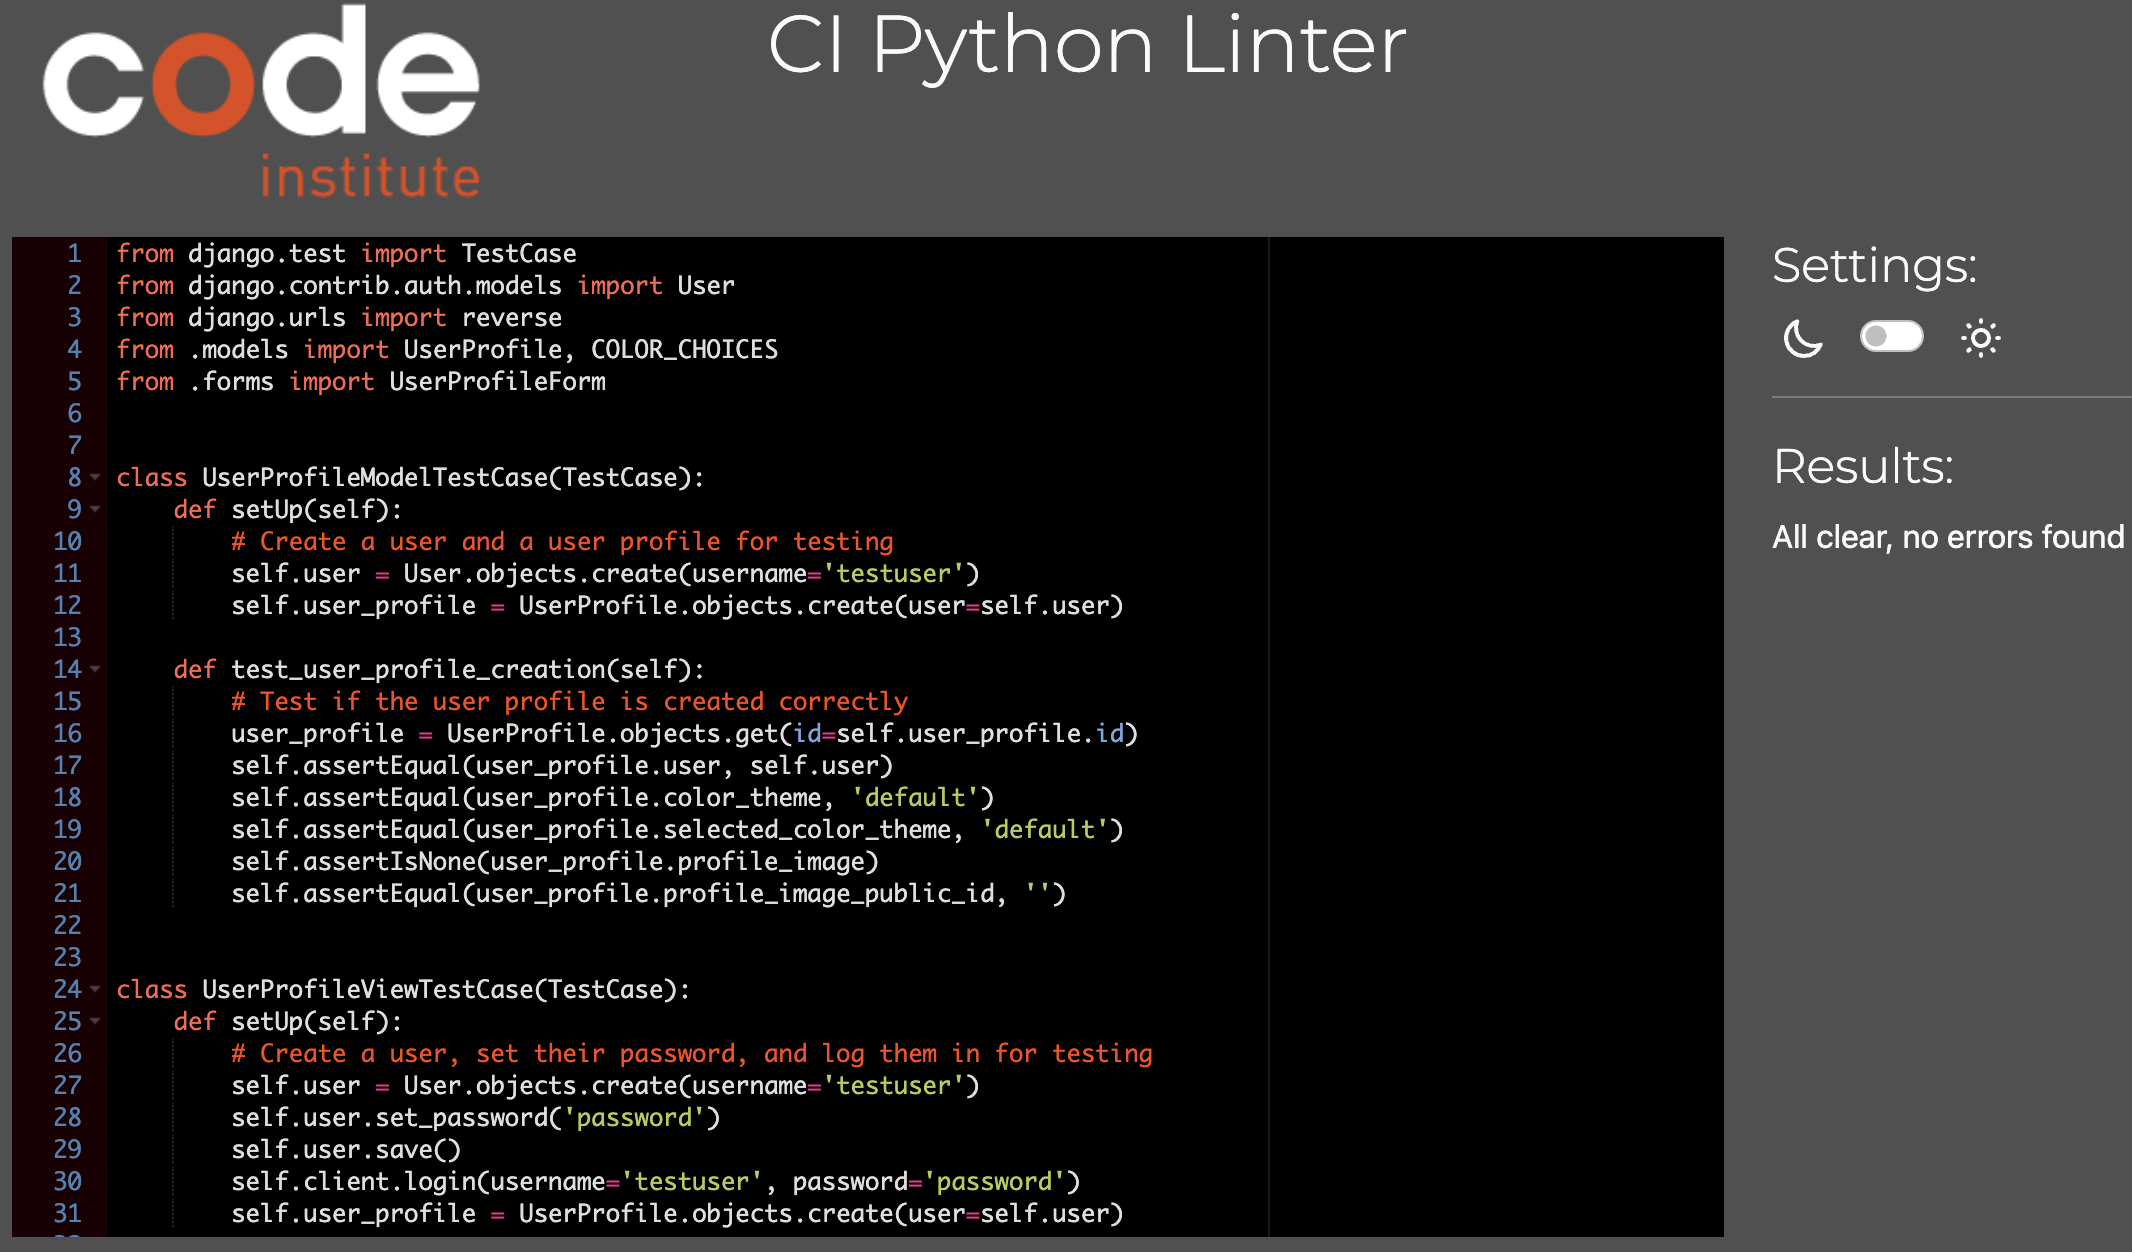 code
institute
CI Python Linter
1 from django.test import TestCase
2 from django.contrib.auth.models import User
3 from django.urls import reverse
4 from .models import UserProfile, COLOR_CHOICES
5 from .forms import UserProfileForm
6
7
8 class UserProfileModelTestCase(TestCase):
9     def setUp(self):
10         # Create a user and a user profile for testing
11         self.user = User.objects.create(username='testuser')
12         self.user_profile = UserProfile.objects.create(user=self.user)
13
14     def test_user_profile_creation(self):
15         # Test if the user profile is created correctly
16         user_profile = UserProfile.objects.get(id=self.user_profile.id)
17         self.assertEqual(user_profile.user, self.user)
18         self.assertEqual(user_profile.color_theme, 'default')
19         self.assertEqual(user_profile.selected_color_theme, 'default')
20         self.assertIsNone(user_profile.profile_image)
21         self.assertEqual(user_profile.profile_image_public_id, '')
22
23
24 class UserProfileViewTestCase(TestCase):
25     def setUp(self):
26         # Create a user, set their password, and log them in for testing
27         self.user = User.objects.create(username='testuser')
28         self.user.set_password('password')
29         self.user.save()
30         self.client.login(username='testuser', password='password')
31         self.user_profile = UserProfile.objects.create(user=self.user)
Settings:
Results:
All clear, no errors found